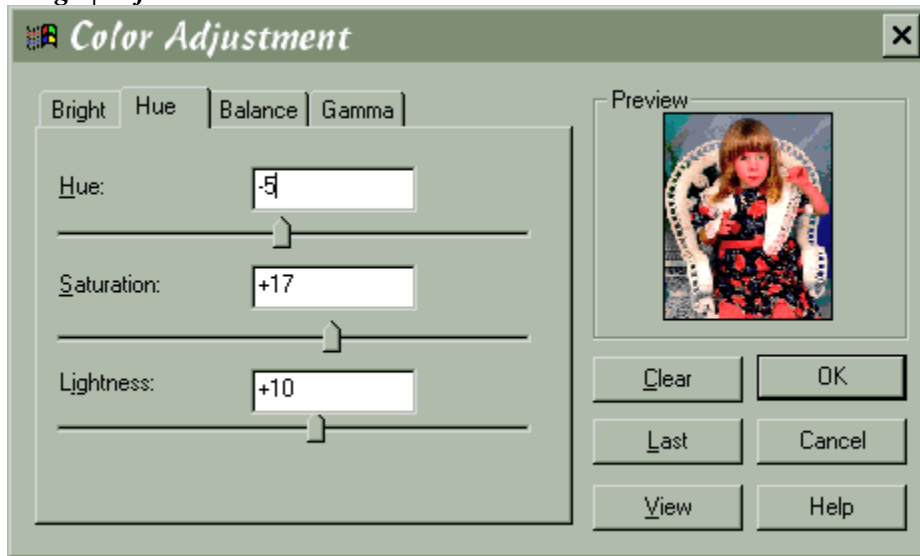 Color Adjustment
Bright Hue Balance Gamma
Hue: -5
Saturation: +17
Lightness: +10
Preview
Clear OK
Last Cancel
View Help